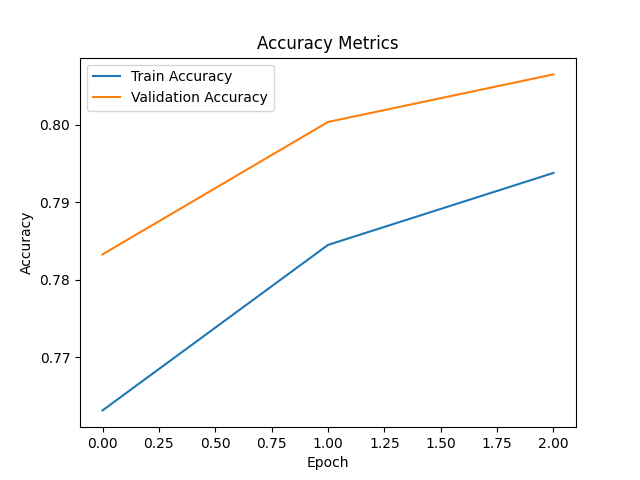 Accuracy Metrics
Train Accuracy
Validation Accuracy
Accuracy
0.80
0.79
0.78
0.77
0.00 0.25 0.50 0.75 1.00 1.25 1.50 1.75 2.00
Epoch